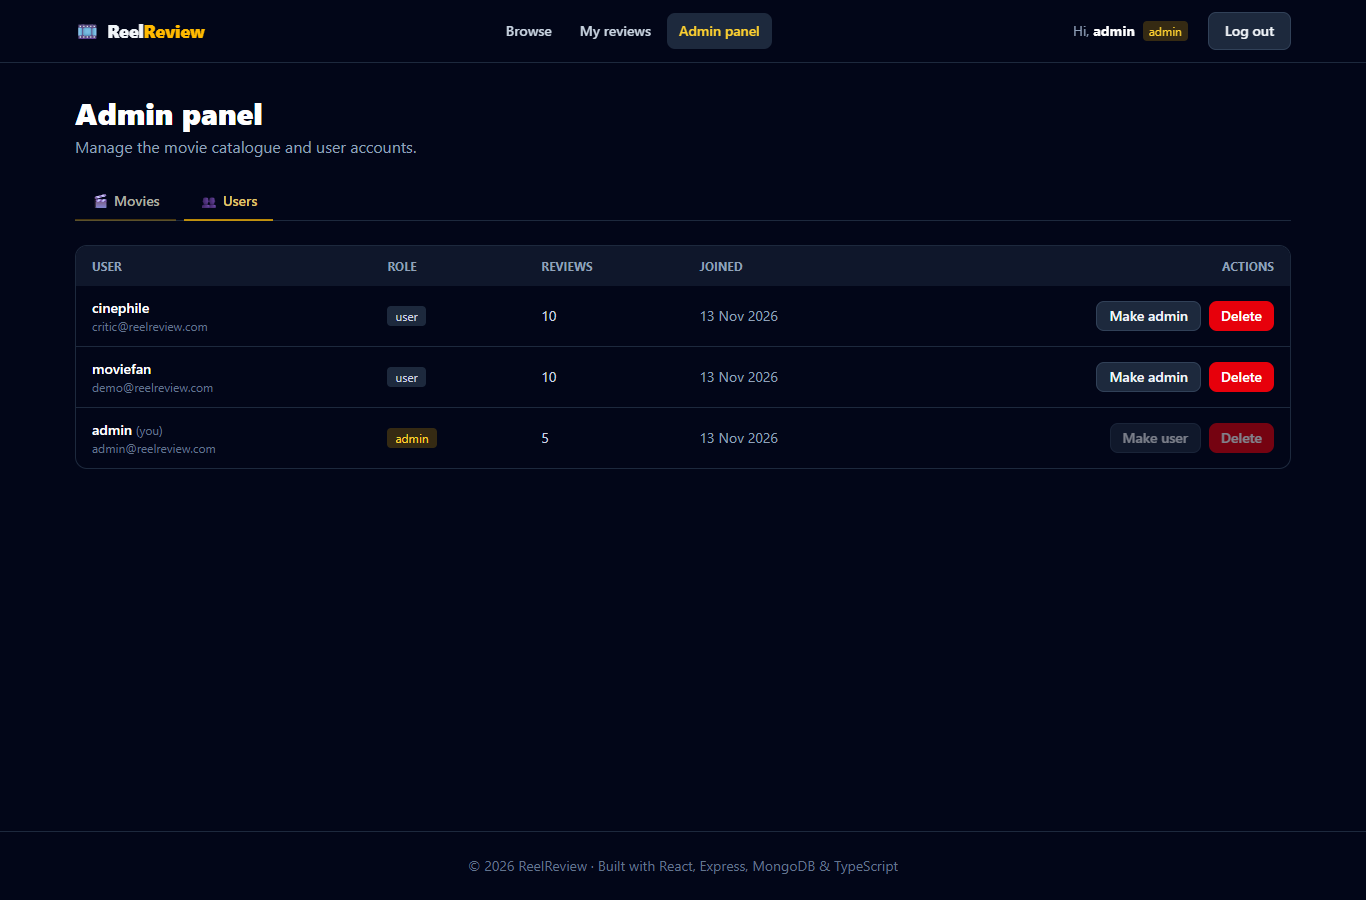 ReelReview Browse My reviews Admin panel Hi, admin admin Log out
Admin panel
Manage the movie catalogue and user accounts.
Movies Users
USER ROLE REVIEWS JOINED ACTIONS
cinephile
critic@reelreview.com user 10 13 Nov 2026 Make admin Delete
moviefan
demo@reelreview.com user 10 13 Nov 2026 Make admin Delete
admin (you)
admin@reelreview.com admin 5 13 Nov 2026 Make user Delete
© 2026 ReelReview · Built with React, Express, MongoDB & TypeScript